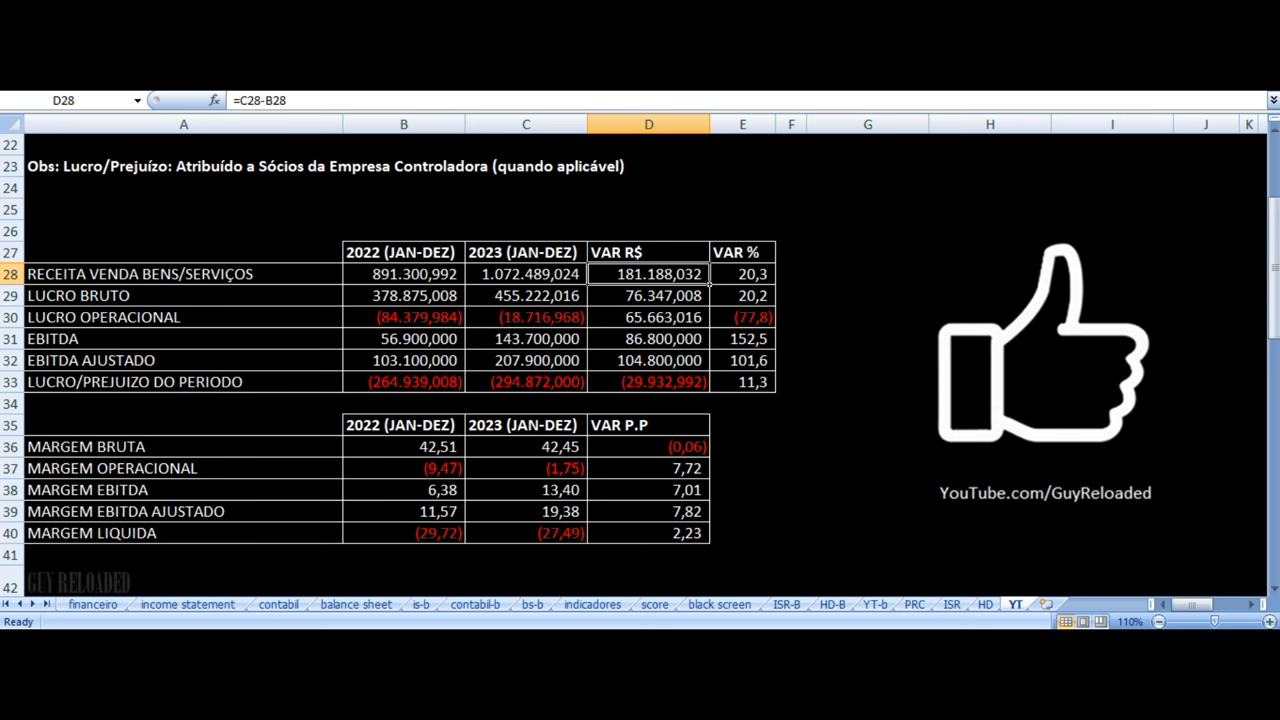 D28 fx =C28-B28
A B C D E F G H I J K
22
23 Obs: Lucro/Prejuízo: Atribuído a Sócios da Empresa Controladora (quando aplicável)
24
25
26
27 2022 (JAN-DEZ) 2023 (JAN-DEZ) VAR R$ VAR %
28 RECEITA VENDA BENS/SERVIÇOS 891.300,992 1.072.489,024 181.188,032 20,3
29 LUCRO BRUTO 378.875,008 455.222,016 76.347,008 20,2
30 LUCRO OPERACIONAL (84.379,984) (18.716,968) 65.663,016 (77,8)
31 EBITDA 56.900,000 143.700,000 86.800,000 152,5
32 EBITDA AJUSTADO 103.100,000 207.900,000 104.800,000 101,6
33 LUCRO/PREJUIZO DO PERIODO (264.939,008) (294.872,000) (29.932,992) 11,3
34
35 2022 (JAN-DEZ) 2023 (JAN-DEZ) VAR P.P
36 MARGEM BRUTA 42,51 42,45 (0,06)
37 MARGEM OPERACIONAL (9,47) (1,75) 7,72
38 MARGEM EBITDA 6,38 13,40 7,01
39 MARGEM EBITDA AJUSTADO 11,57 19,38 7,82
40 MARGEM LIQUIDA (29,72) (27,49) 2,23
41
42 GUY RELOADED
YouTube.com/GuyReloaded
financeiro income statement contabil balance sheet is-b contabil-b bs-b indicadores score black screen ISR-B HD-B YT-b PRC ISR HD YT
Ready 110%